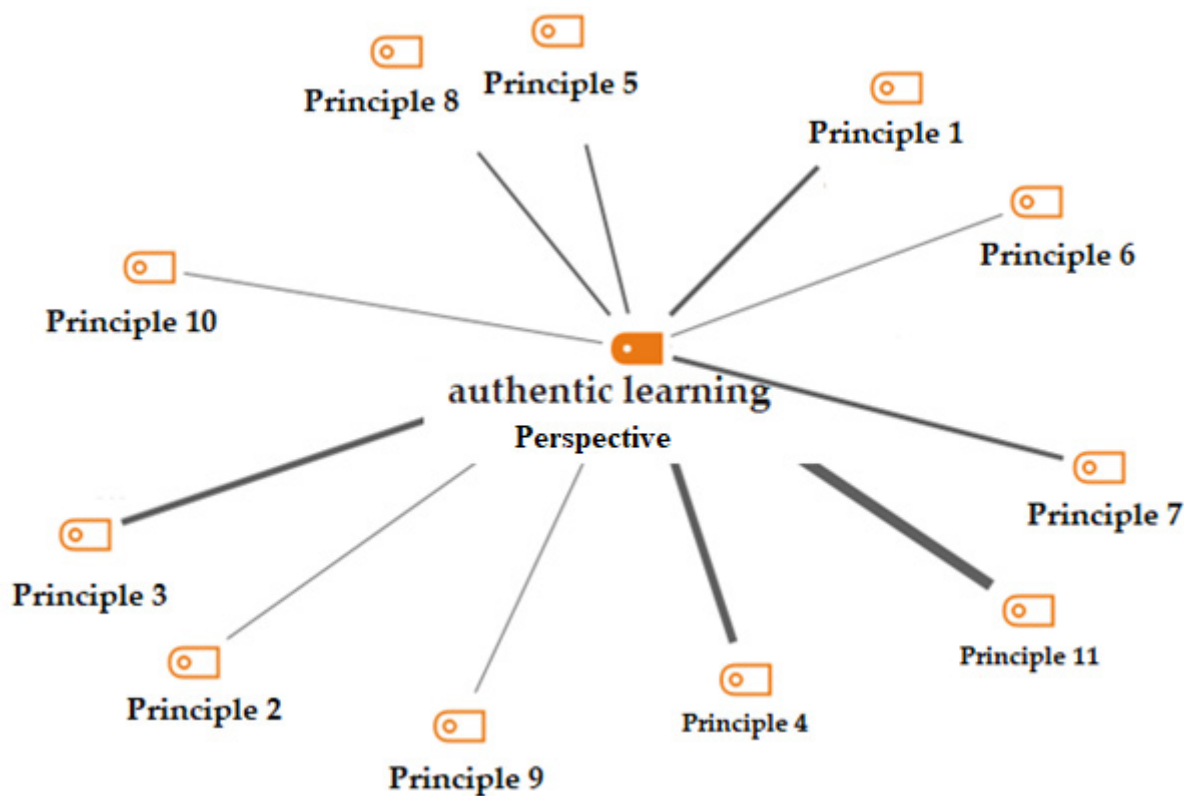 Principle 5
Principle 8
Principle 1
Principle 6
Principle 10
authentic learning
Perspective
Principle 7
Principle 3
Principle 11
Principle 2
Principle 4
Principle 9